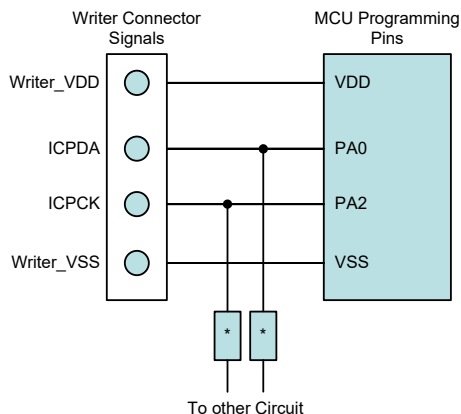 Writer Connector
Signals
MCU Programming
Pins
Writer_VDD
VDD
ICPDA
PA0
ICPCK
PA2
Writer_VSS
VSS
*
*
To other Circuit